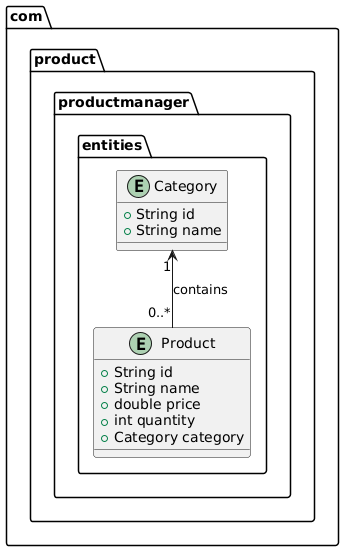 com
product
productmanager
entities
E Category
String id
String name
1
contains
0..*
E Product
String id
String name
double price
int quantity
Category category